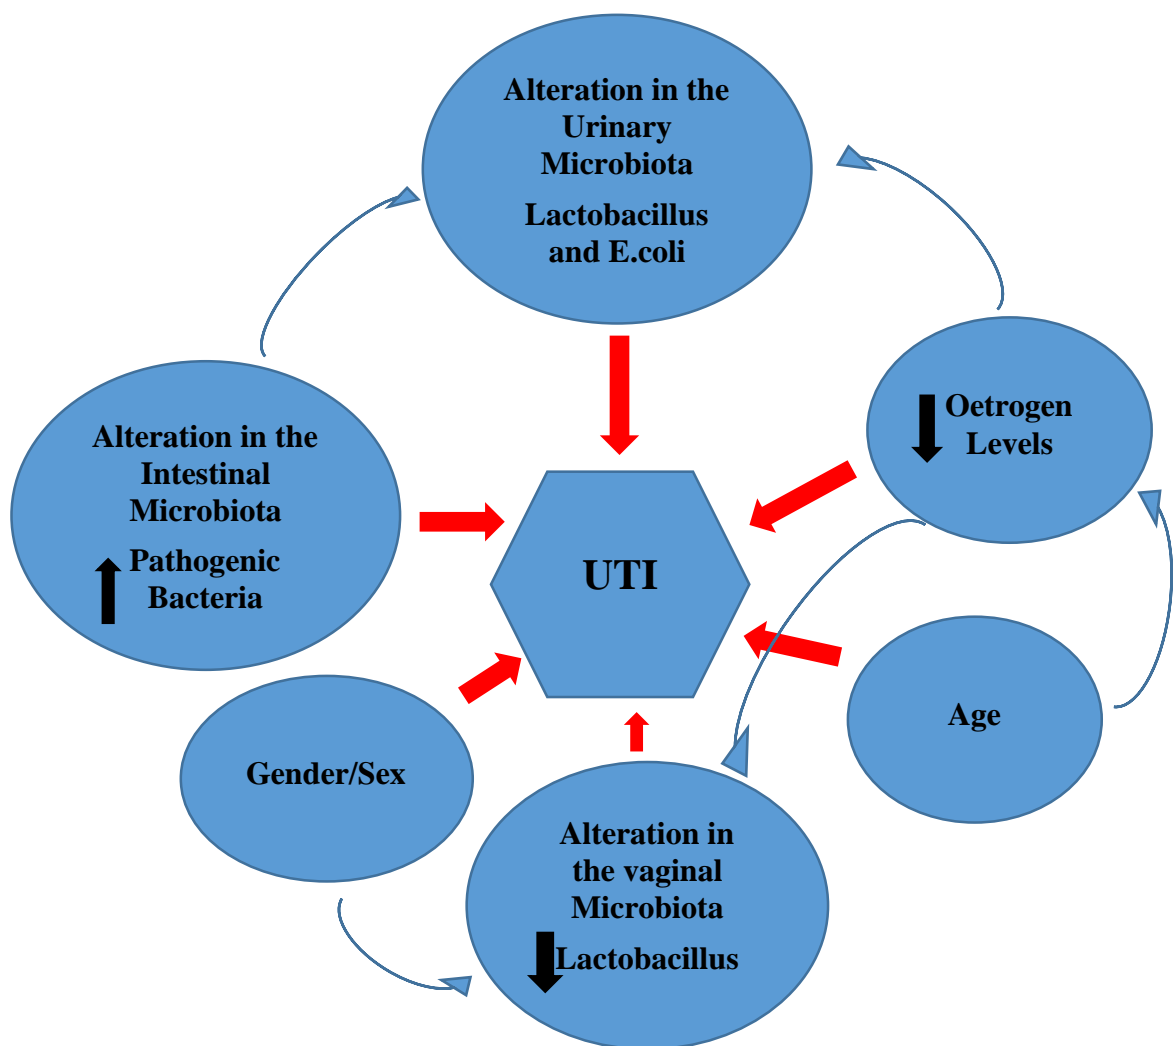 Alteration in the
Urinary
Microbiota
Lactobacillus
and E.coli
Oetrogen
Levels
Alteration in the
Intestinal
Microbiota
Pathogenic
Bacteria
UTI
Age
Gender/Sex
Alteration in
the vaginal
Microbiota
Lactobacillus